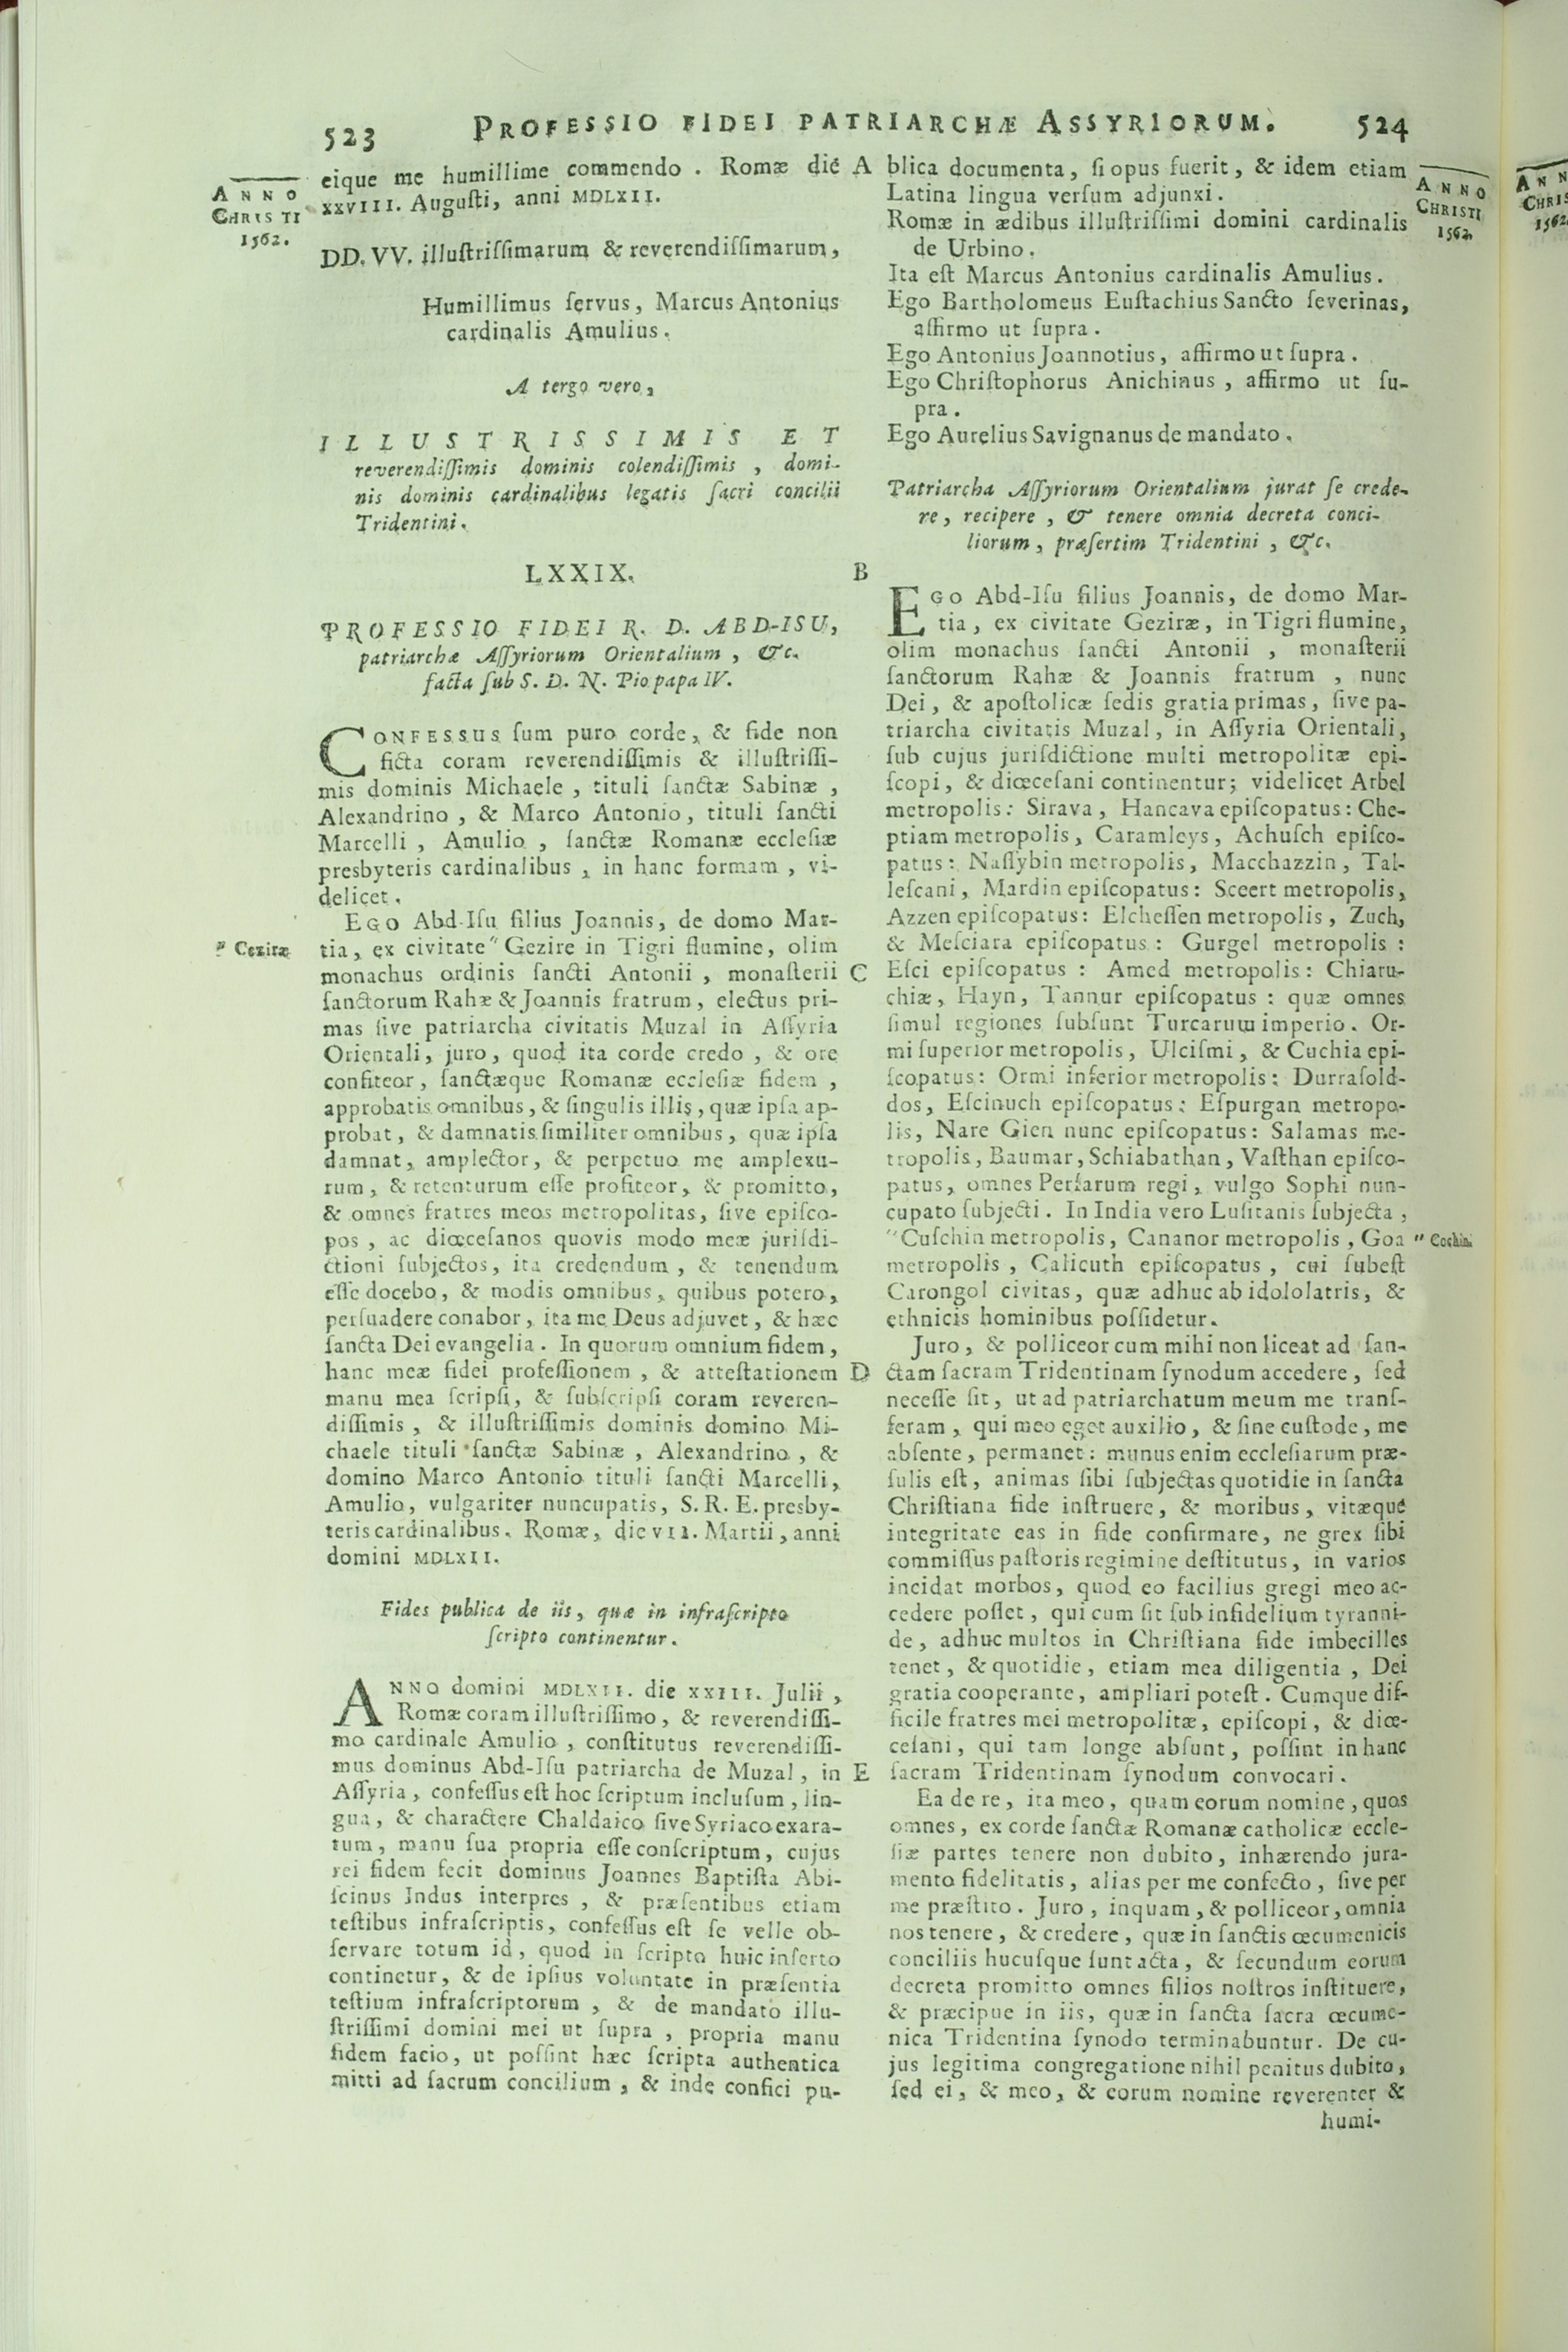 523
PROFESSIO FIDEI PATRIARCHÆ ASSYRIORUM.
524
ANNO
CHRISTI
1562.
eique me humillime commendo. Romæ die
xxviii. Augusti, anni MDLXII.
DD. VV. illustrissimarum & reverendissimarum,
Humillimus servus, Marcus Antonius
cardinalis Amulius.
A tergo vero,
ILLUSTRISSIMIS ET
reverendissimis dominis colendissimis, domi-
nis dominis cardinalibus legatis sacri concilii
Tridentini.
LXXIX.
PROFESSIO FIDEI R. D. ABD-ISU,
patriarchæ Assyriorum Orientalium, &c.
facta sub S. D. N. Pio papa IV.
CONFESSUS sum puro corde, & fide non
ficta coram reverendissimis & illustrissi-
mis dominis Michaele, tituli sanctæ Sabinæ,
Alexandrino, & Marco Antonio, tituli sancti
Marcelli, Amulio, sanctæ Romanæ ecclesiæ
presbyteris cardinalibus, in hanc formam, vi-
delicet.
EGO Abd-Isu filius Joannis, de domo Mar-
tia, ex civitate " Gezire in Tigri flumine, olim
" Ceziræ
monachus ordinis sancti Antonii, monasterii
sanctorum Rahæ & Joannis fratrum, electus pri-
mas sive patriarcha civitatis Muzal in Assyria
Orientali, juro, quod ita corde credo, & ore
confiteor, sanctæque Romanæ ecclesiæ fidem,
approbatis omnibus, & singulis illis, quæ ipsa ap-
probat, & damnatis similiter omnibus, quæ ipsa
damnat, amplector, & perpetuo me amplexu-
rum, & retenturum esse profiteor, & promitto,
& omnes fratres meos metropolitas, sive episco-
pos, ac diœcesanos quovis modo meæ jurisdi-
ctioni subjectos, ita credendum, & tenendum
esse docebo, & modis omnibus, quibus potero,
persuadere conabor, ita me Deus adjuvet, & hæc
sancta Dei evangelia. In quorum omnium fidem,
hanc meæ fidei professionem, & attestationem
manu mea scripsi, & subscripsi coram reveren-
dissimis, & illustrissimis dominis domino Mi-
chaele tituli sanctæ Sabinæ, Alexandrino, &
domino Marco Antonio tituli sancti Marcelli,
Amulio, vulgariter nuncupatis, S. R. E. presby-
teris cardinalibus. Romæ, die VII. Martii, anni
domini MDLXII.
Fides publica de iis, quæ in infrascripto
scripto continentur.
ANNO domini MDLXII. die XXIII. Julii,
Romæ coram illustrissimo, & reverendissi-
mo cardinale Amulio, constitutus reverendissi-
mus dominus Abd-Isu patriarcha de Muzal, in
Assyria, confessus est hoc scriptum inclusum, lin-
gua, & charactere Chaldaico sive Syriaco exara-
tum, manu sua propria esse conscriptum, cujus
rei fidem fecit dominus Joannes Baptista Abi-
scinus Indus interpres, & præsentibus etiam
testibus infrascriptis, confessus est se velle ob-
servare totum id, quod in scripto huic inserto
continetur, & de ipsius voluntate in præsentia
testium infrascriptorum, & de mandato illu-
strissimi domini mei ut supra, propria manu
fidem facio, ut possint hæc scripta authentica
mitti ad sacrum concilium, & inde confici pu-
A
B
C
D
E
blica documenta, si opus fuerit, & idem etiam
Latina lingua versum adjunxi.
Romæ in ædibus illustrissimi domini cardinalis
de Urbino.
Ita est Marcus Antonius cardinalis Amulius.
Ego Bartholomeus Eustachius Sancto severinas,
affirmo ut supra.
Ego Antonius Joannotius, affirmo ut supra.
Ego Christophorus Anichinus, affirmo ut su-
pra.
Ego Aurelius Savignanus de mandato.
ANNO
CHRISTI
1562.
Patriarcha Assyriorum Orientalium jurat se crede-
re, recipere, & tenere omnia decreta conci-
liorum, præsertim Tridentini, &c.
EGO Abd-Isu filius Joannis, de domo Mar-
tia, ex civitate Geziræ, in Tigri flumine,
olim monachus sancti Antonii, monasterii
sanctorum Rahæ & Joannis fratrum, nunc
Dei, & apostolicæ sedis gratia primas, sive pa-
triarcha civitatis Muzal, in Assyria Orientali,
sub cujus jurisdictione multi metropolitæ epi-
scopi, & diœcesani continentur; videlicet Arbel
metropolis: Sirava, Hancava episcopatus: Che-
ptiam metropolis, Caramleys, Achusch episco-
patus: Nassybin metropolis, Macchazzin, Tal-
lescani, Mardin episcopatus: Sceert metropolis,
Azzen episcopatus: Elchessen metropolis, Zuch,
& Mesciara episcopatus: Gurgel metropolis:
Esci episcopatus: Amed metropolis: Chiaru-
chiæ, Hayn, Tannur episcopatus: quæ omnes
simul regiones subsunt Turcarum imperio. Or-
mi superior metropolis, Ulcismi, & Cuchia epi-
scopatus: Ormi inferior metropolis: Durrasold-
dos, Escinuch episcopatus: Espurgan metropo-
lis, Nare Gien nunc episcopatus: Salamas me-
tropolis, Baumar, Schiabathan, Vasthan episco-
patus, omnes Persarum regi, vulgo Sophi nun-
cupato subjecti. In India vero Lusitanis subjecta,
" Cuschin metropolis, Cananor metropolis, Goa
" Cochin
metropolis, Calicuth episcopatus, cui subest
Carongol civitas, quæ adhuc ab idololatris, &
ethnicis hominibus possidetur.
Juro, & polliceor cum mihi non liceat ad san-
ctam sacram Tridentinam synodum accedere, sed
necesse sit, ut ad patriarchatum meum me trans-
feram, qui meo eget auxilio, & sine custode, me
absente, permanet: munus enim ecclesiarum præ-
sulis est, animas sibi subjectas quotidie in sancta
Christiana fide instruere, & moribus, vitæque
integritate eas in fide confirmare, ne grex sibi
commissus pastoris regimine destitutus, in varios
incidat morbos, quod eo facilius gregi meo ac-
cedere posset, qui cum sit sub infidelium tyranni-
de, adhuc multos in Christiana fide imbecilles
tenet, & quotidie, etiam mea diligentia, Dei
gratia cooperante, ampliari potest. Cumque dif-
ficile fratres mei metropolitæ, episcopi, & diœ-
cesani, qui tam longe absunt, possint in hanc
sacram Tridentinam synodum convocari.
Ea de re, ita meo, quam eorum nomine, quos
omnes, ex corde sanctæ Romanæ catholicæ eccle-
siæ partes tenere non dubito, inhærendo jura-
mento fidelitatis, alias per me confecto, sive per
me præstito. Juro, inquam, & polliceor, omnia
nos tenere, & credere, quæ in sanctis œcumenicis
conciliis hucusque sunt acta, & secundum eorum
decreta promitto omnes filios nostros instituere,
& præcipue in iis, quæ in sancta sacra œcume-
nica Tridentina synodo terminabuntur. De cu-
jus legitima congregatione nihil penitus dubito,
sed ei, & meo, & eorum nomine reverenter &
humi-